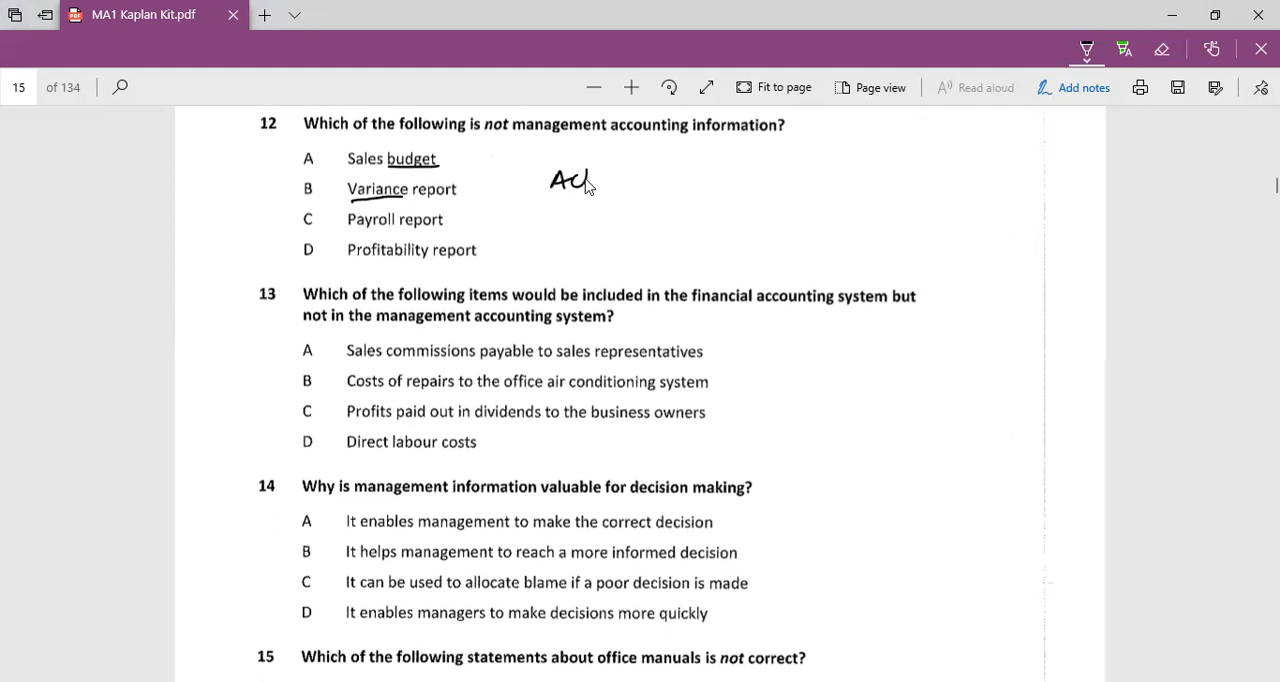 MA1 Kaplan Kit.pdf
15 of 134
Fit to page
Page view
Read aloud
Add notes
12 Which of the following is not management accounting information?
A Sales budget
B Variance report
Ac
C Payroll report
D Profitability report
13 Which of the following items would be included in the financial accounting system but
not in the management accounting system?
A Sales commissions payable to sales representatives
B Costs of repairs to the office air conditioning system
C Profits paid out in dividends to the business owners
D Direct labour costs
14 Why is management information valuable for decision making?
A It enables management to make the correct decision
B It helps management to reach a more informed decision
C It can be used to allocate blame if a poor decision is made
D It enables managers to make decisions more quickly
15 Which of the following statements about office manuals is not correct?